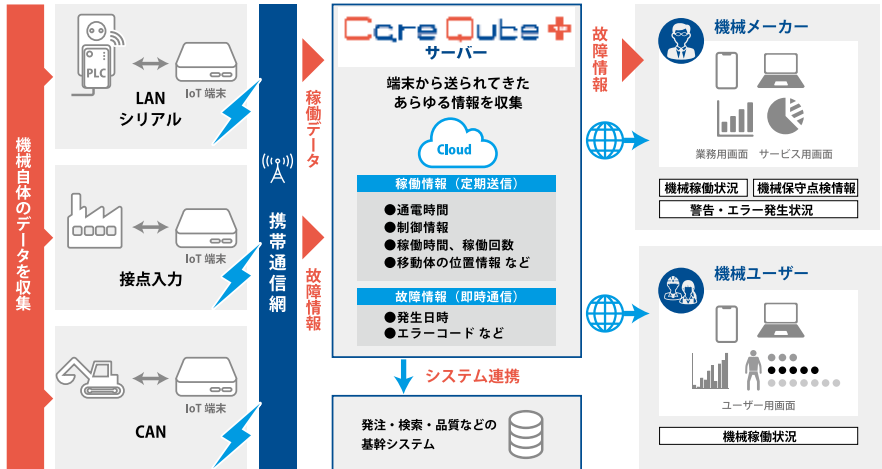 機械自体のデータを収集
PLC
IoT 端末
LAN
シリアル
IoT 端末
接点入力
IoT 端末
CAN
携帯通信網
稼働データ
故障情報
Care Qube
サーバー
端末から送られてきた
あらゆる情報を収集
Cloud
稼働情報（定期送信）
●通電時間
●制御情報
●稼働時間、稼働回数
●移動体の位置情報 など
故障情報（即時通信）
●発生日時
●エラーコード など
システム連携
発注・検索・品質などの
基幹システム
故障情報
機械メーカー
業務用画面 サービス用画面
機械稼働状況 機械保守点検情報
警告・エラー発生状況
機械ユーザー
ユーザー用画面
機械稼働状況